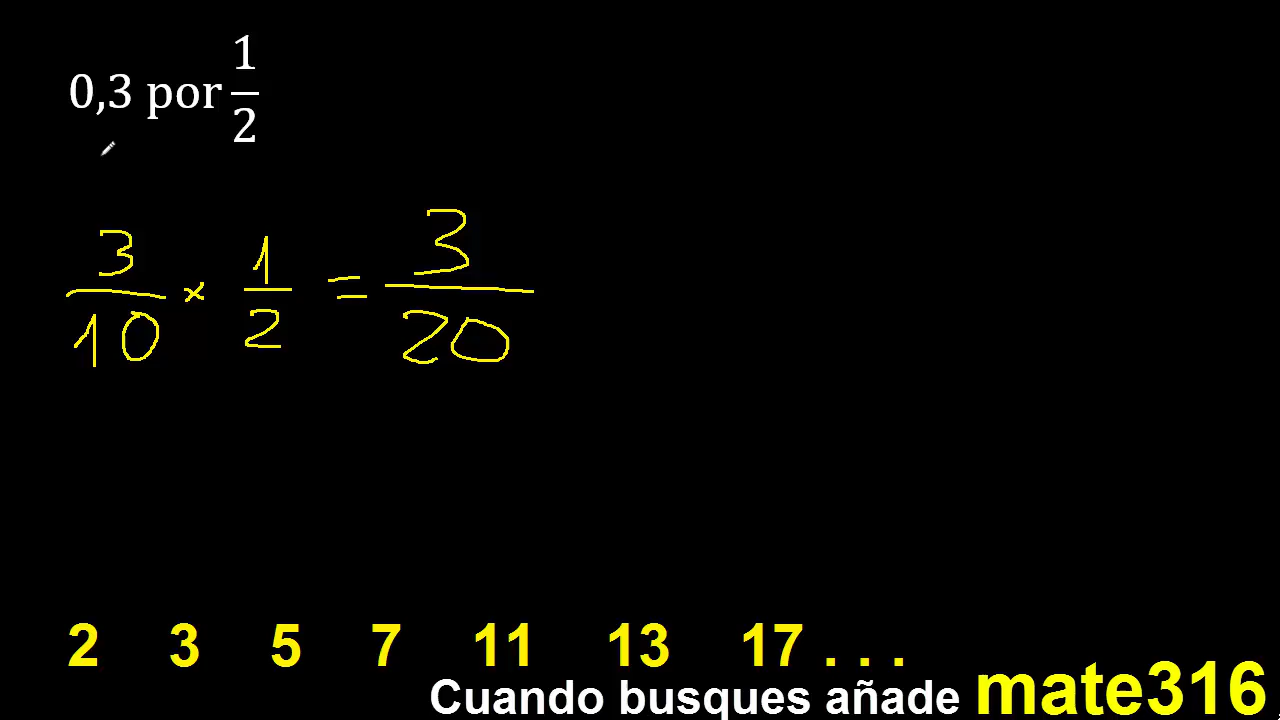 0,3 por 1/2
3/10 × 1/2 = 3/20
2 3 5 7 11 13 17 . . .
Cuando busques añade mate316